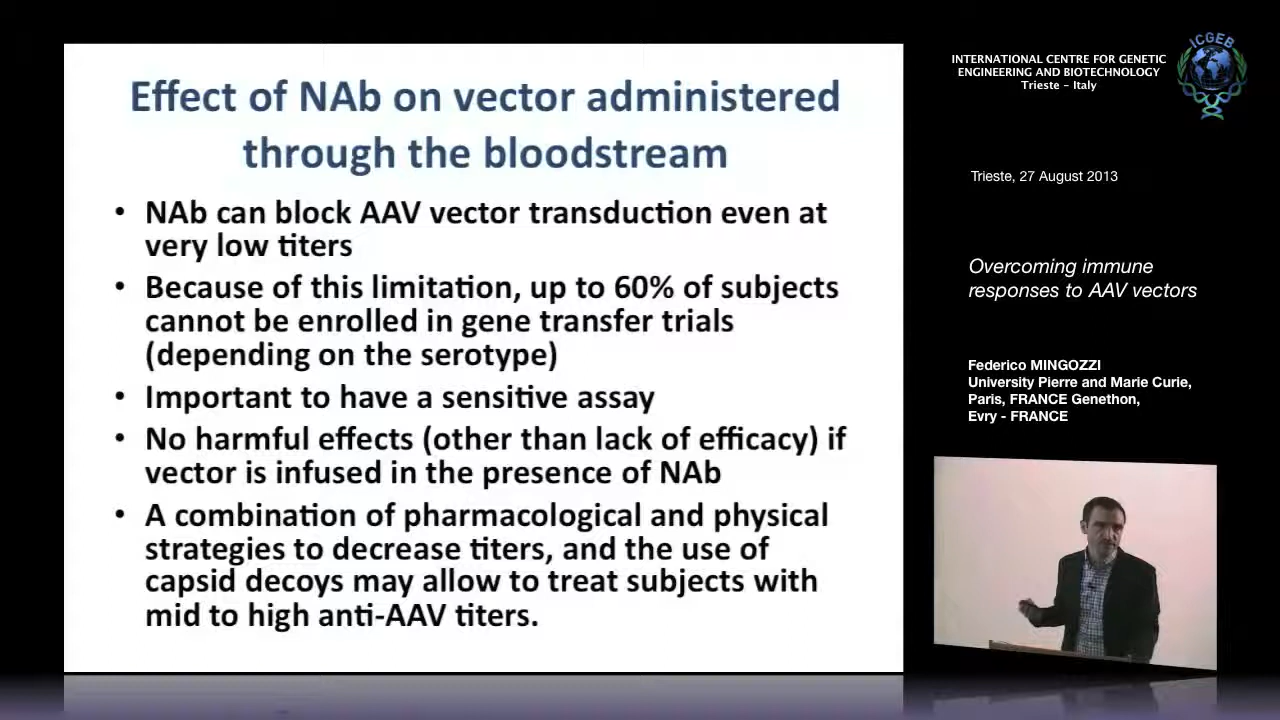 Effect of NAb on vector administered
through the bloodstream
• NAb can block AAV vector transduction even at
very low titers
• Because of this limitation, up to 60% of subjects
cannot be enrolled in gene transfer trials
(depending on the serotype)
• Important to have a sensitive assay
• No harmful effects (other than lack of efficacy) if
vector is infused in the presence of NAb
• A combination of pharmacological and physical
strategies to decrease titers, and the use of
capsid decoys may allow to treat subjects with
mid to high anti-AAV titers.
INTERNATIONAL CENTRE FOR GENETIC
ENGINEERING AND BIOTECHNOLOGY
Trieste - Italy
ICGEB
Trieste, 27 August 2013
Overcoming immune
responses to AAV vectors
Federico MINGOZZI
University Pierre and Marie Curie,
Paris, FRANCE Genethon,
Evry - FRANCE